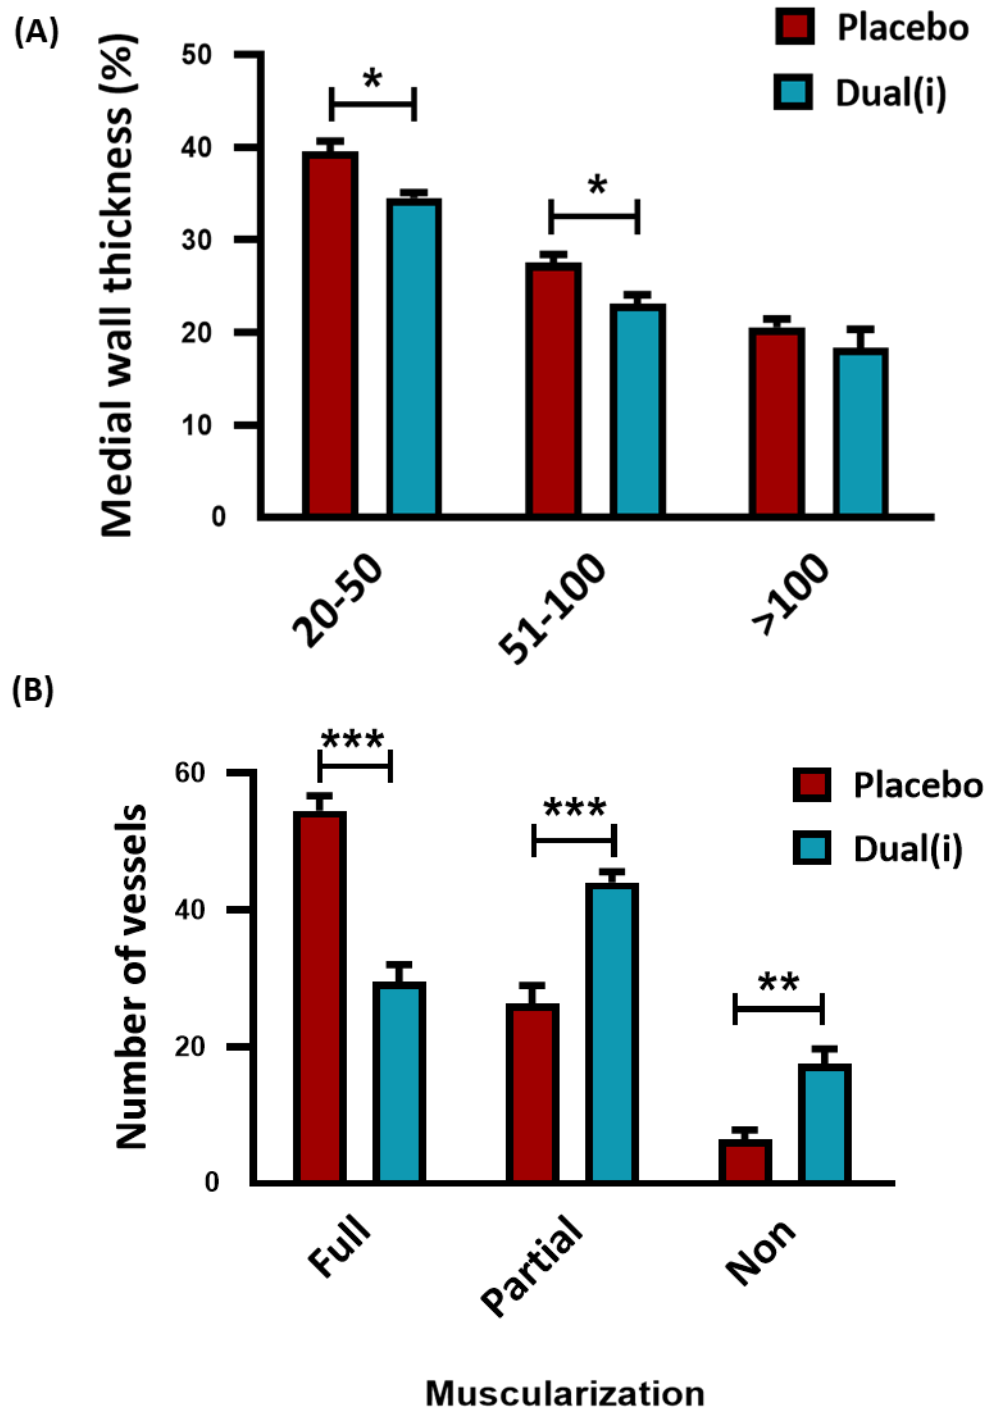 (A)
Placebo
Dual(i)
Medial wall thickness (%)
50
40
30
20
10
0
*
*
20-50
51-100
>100
(B)
Placebo
Dual(i)
Number of vessels
60
40
20
0
***
***
**
Full
Partial
Non
Muscularization